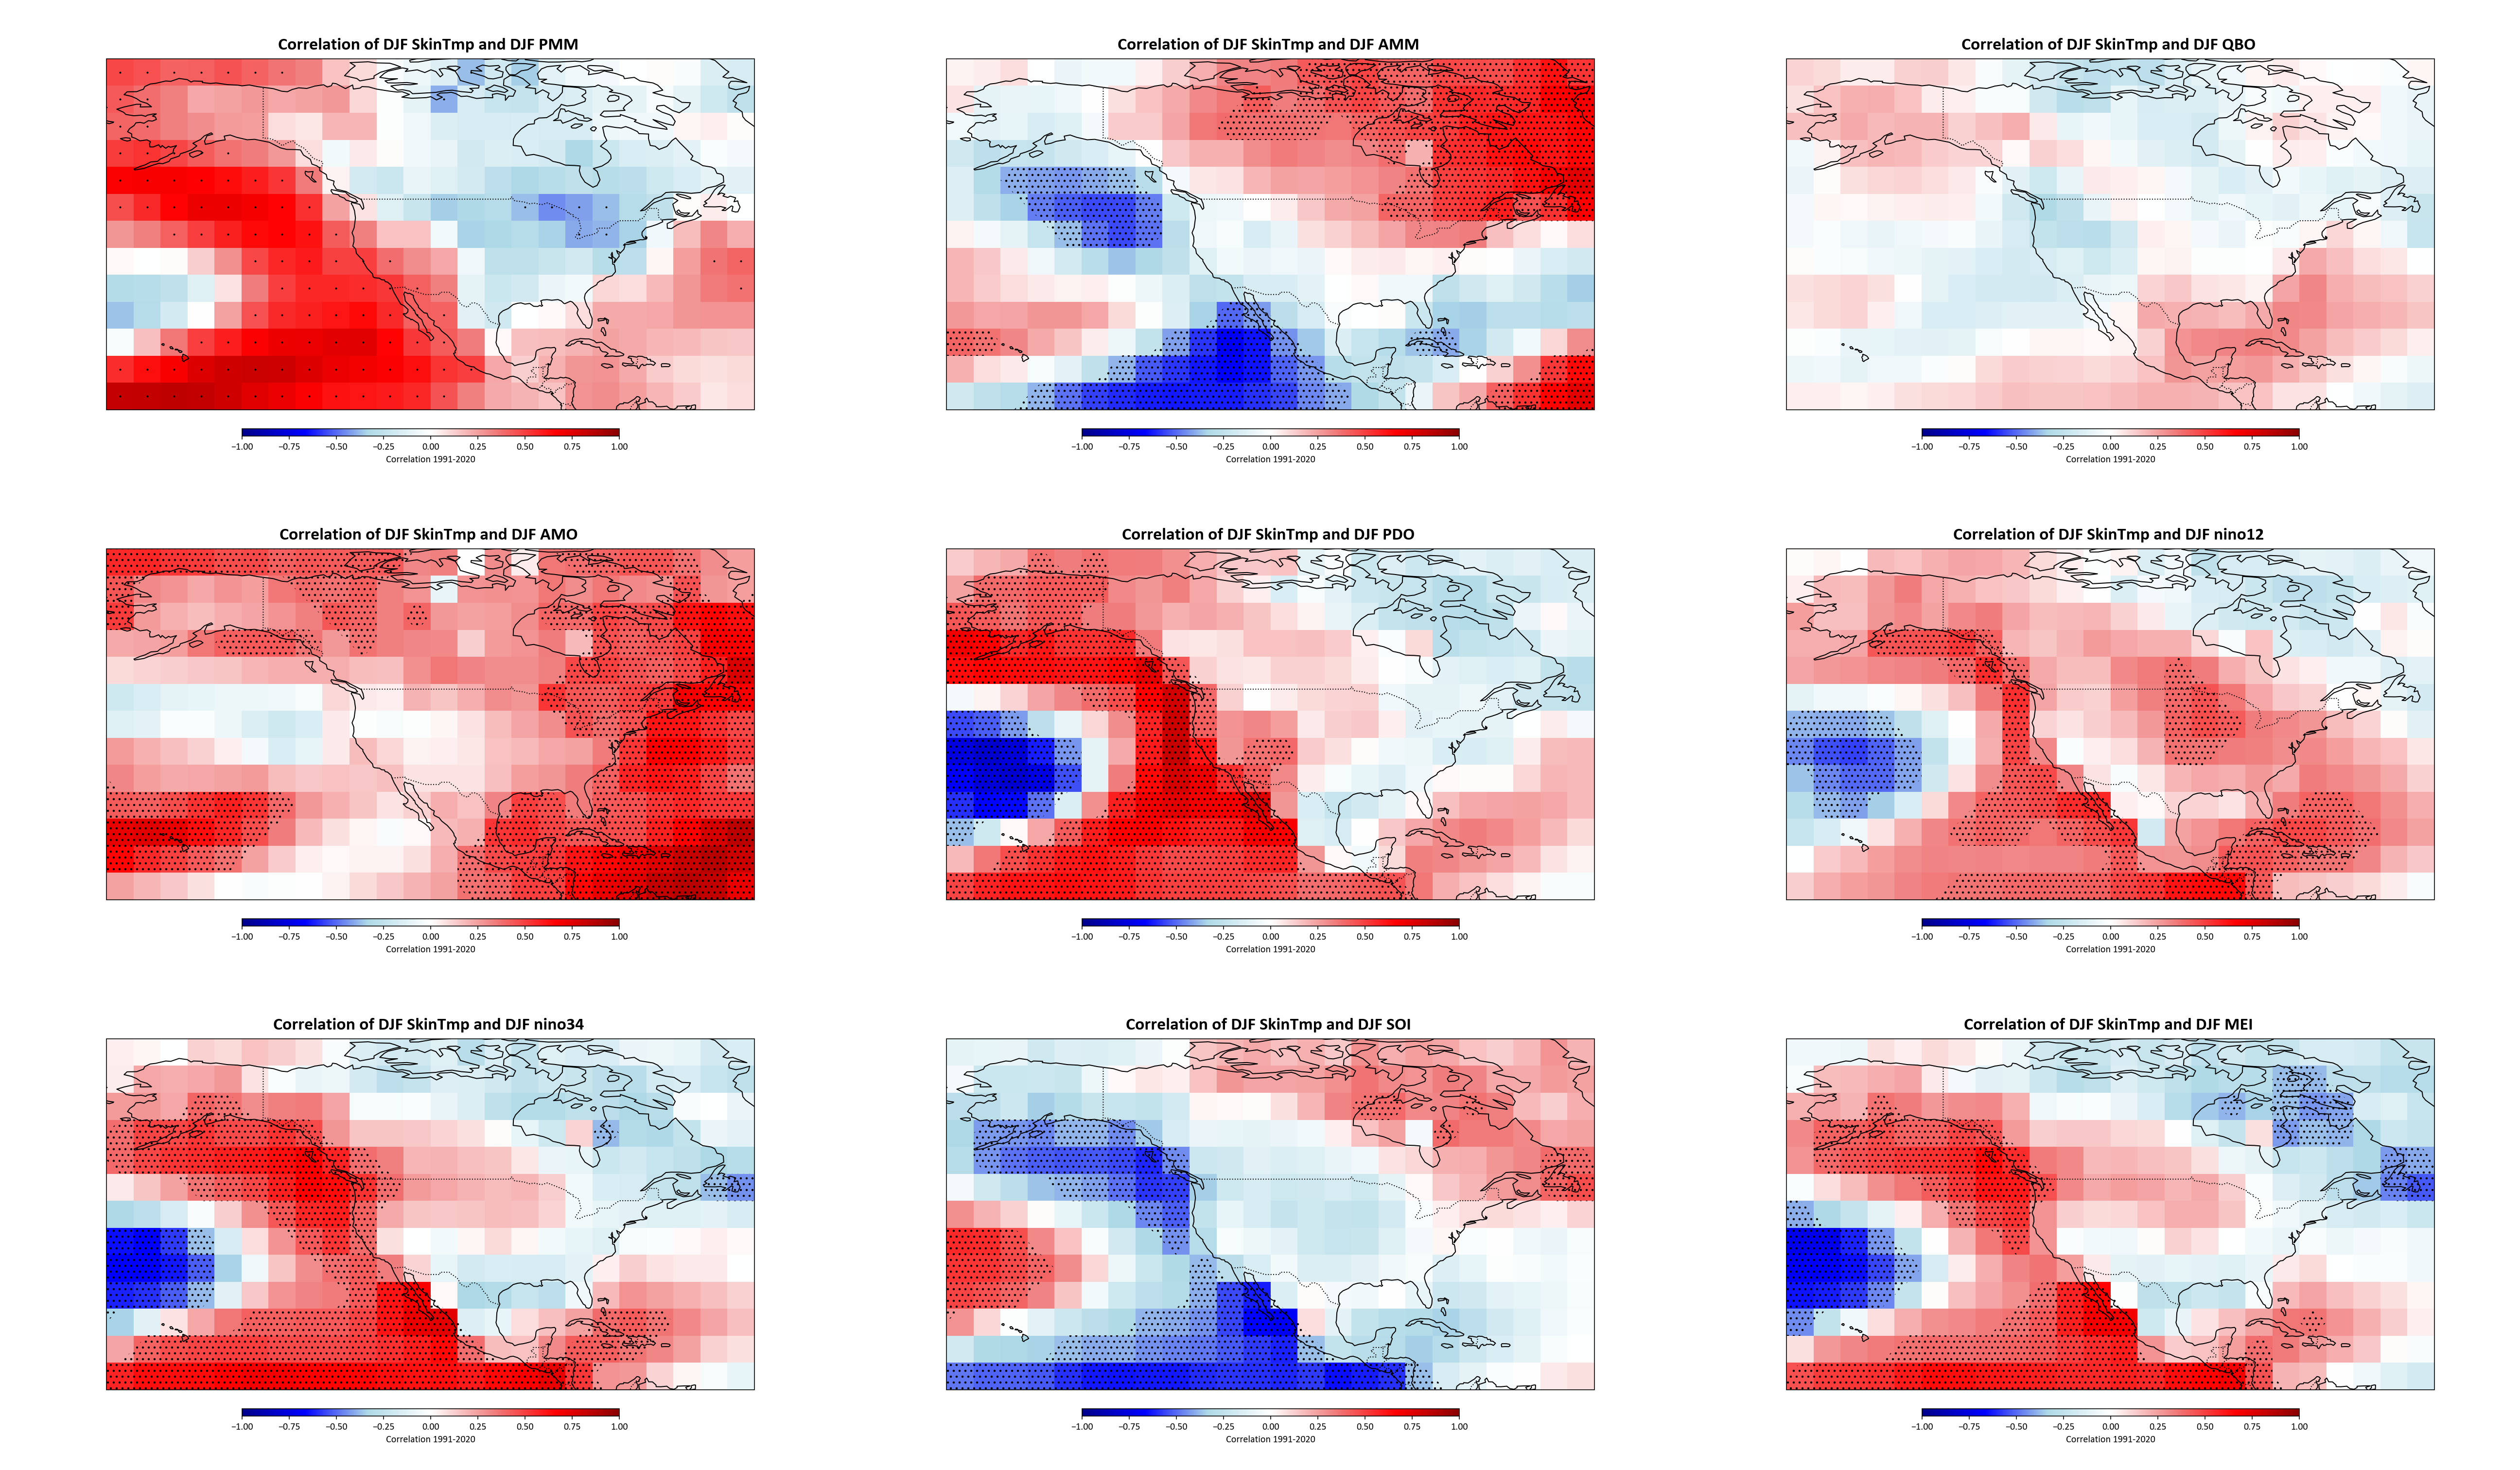 Correlation of DJF SkinTmp and DJF PMM
−1.00 −0.75 −0.50 −0.25 0.00 0.25 0.50 0.75 1.00
Correlation 1991-2020
Correlation of DJF SkinTmp and DJF AMM
−1.00 −0.75 −0.50 −0.25 0.00 0.25 0.50 0.75 1.00
Correlation 1991-2020
Correlation of DJF SkinTmp and DJF QBO
−1.00 −0.75 −0.50 −0.25 0.00 0.25 0.50 0.75 1.00
Correlation 1991-2020
Correlation of DJF SkinTmp and DJF AMO
−1.00 −0.75 −0.50 −0.25 0.00 0.25 0.50 0.75 1.00
Correlation 1991-2020
Correlation of DJF SkinTmp and DJF PDO
−1.00 −0.75 −0.50 −0.25 0.00 0.25 0.50 0.75 1.00
Correlation 1991-2020
Correlation of DJF SkinTmp and DJF nino12
−1.00 −0.75 −0.50 −0.25 0.00 0.25 0.50 0.75 1.00
Correlation 1991-2020
Correlation of DJF SkinTmp and DJF nino34
−1.00 −0.75 −0.50 −0.25 0.00 0.25 0.50 0.75 1.00
Correlation 1991-2020
Correlation of DJF SkinTmp and DJF SOI
−1.00 −0.75 −0.50 −0.25 0.00 0.25 0.50 0.75 1.00
Correlation 1991-2020
Correlation of DJF SkinTmp and DJF MEI
−1.00 −0.75 −0.50 −0.25 0.00 0.25 0.50 0.75 1.00
Correlation 1991-2020